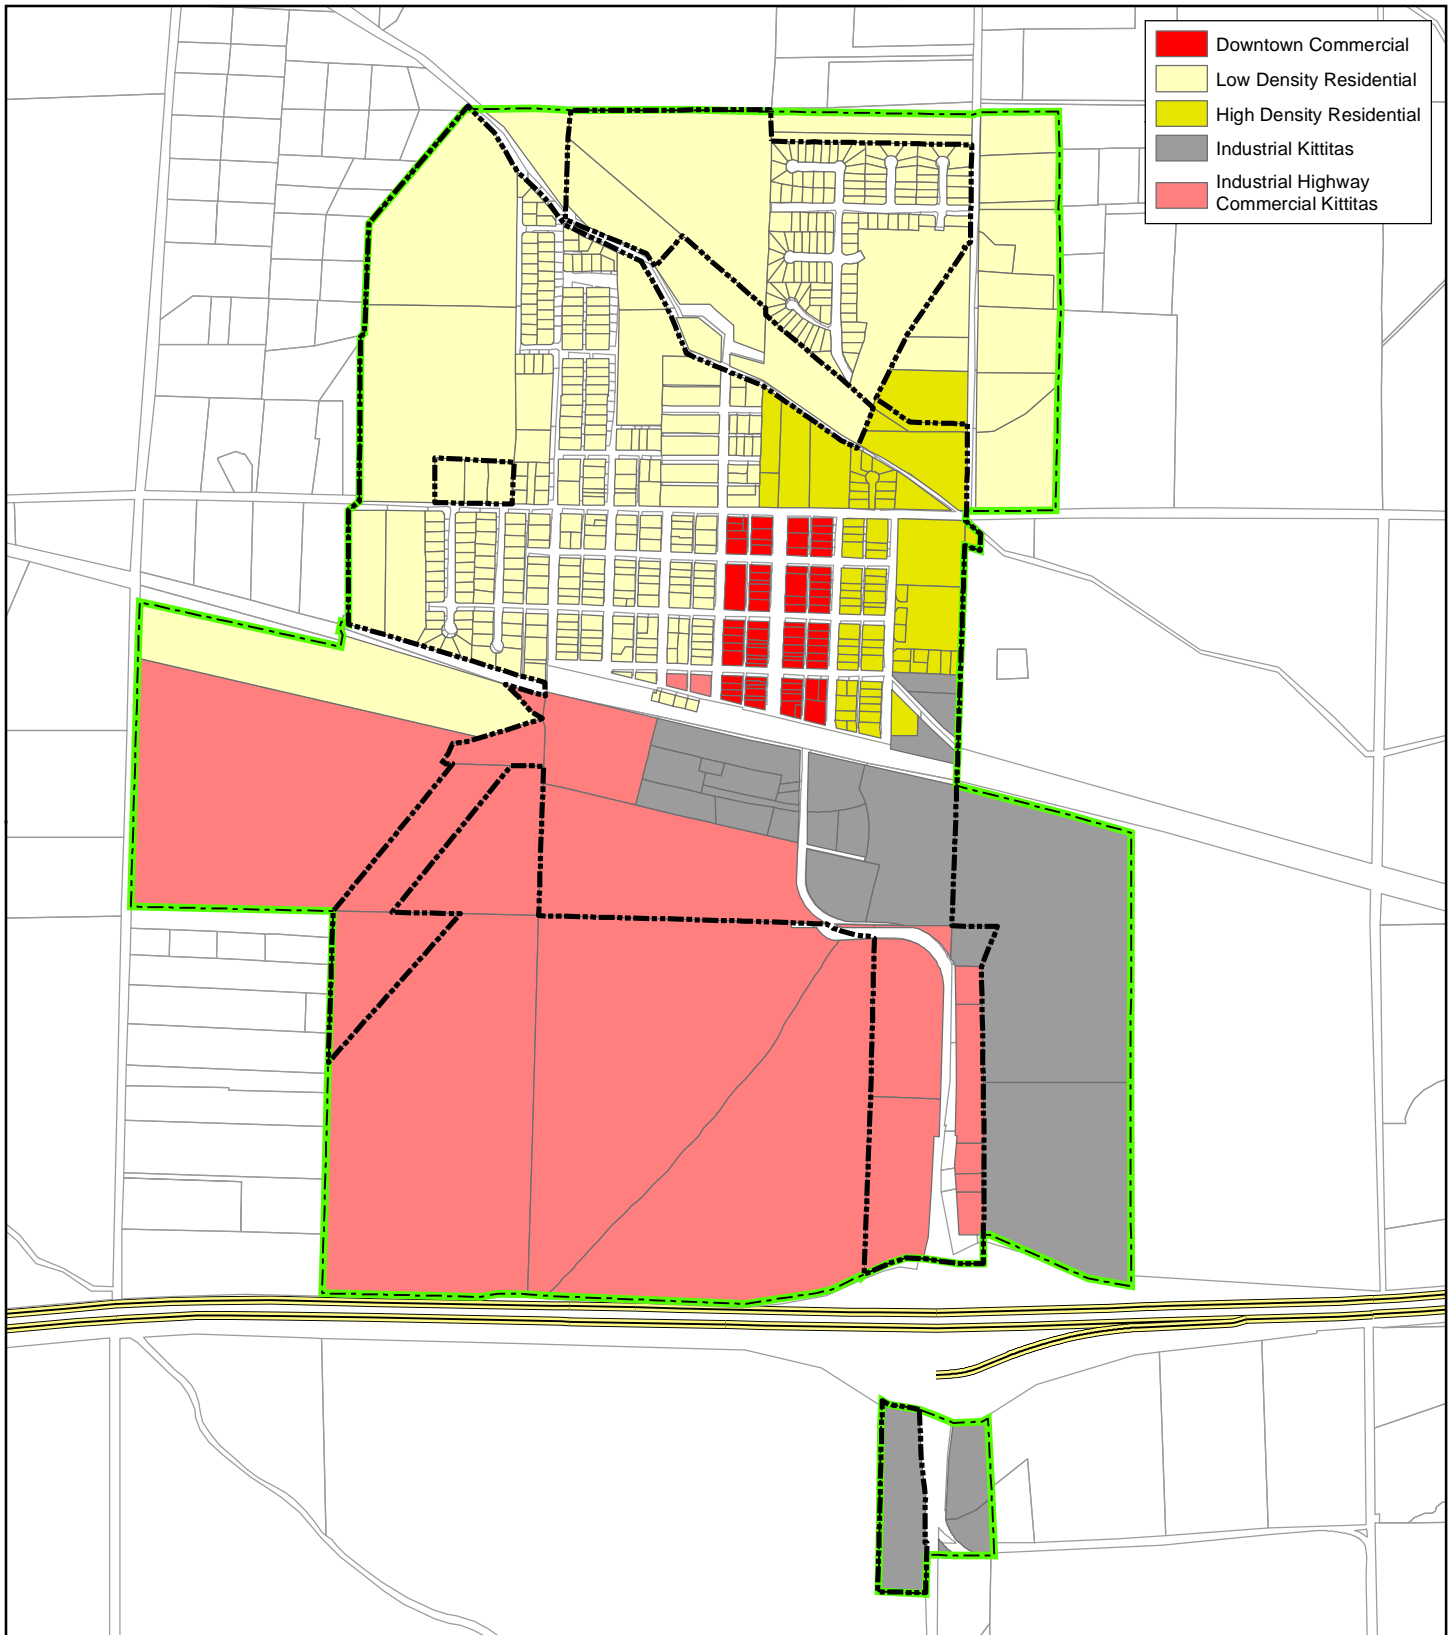 Downtown Commercial
Low Density Residential
High Density Residential
Industrial Kittitas
Industrial Highway
Commercial Kittitas